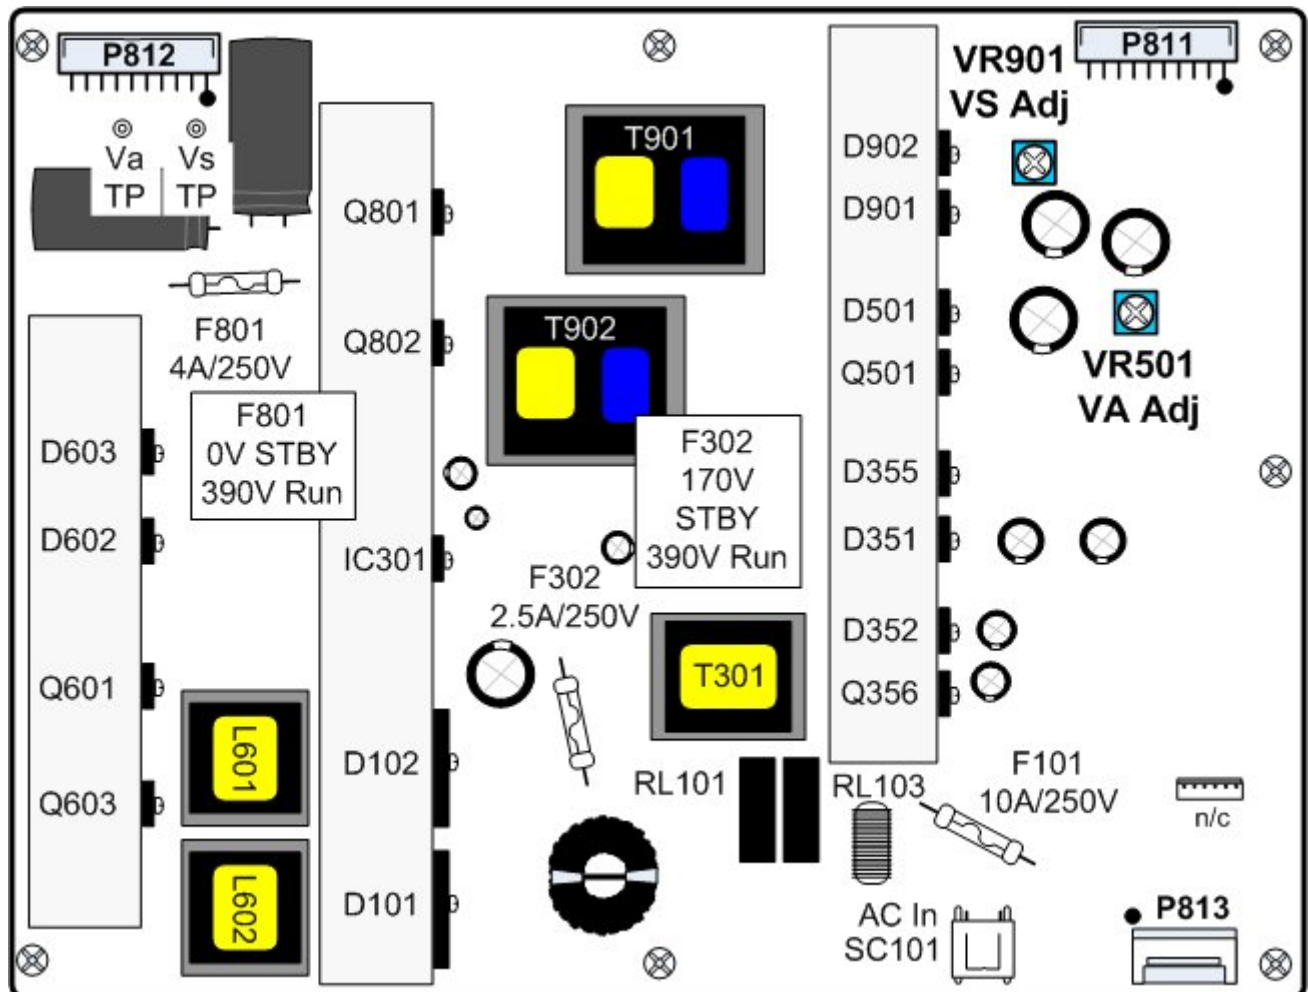 P812
P811
VR901
VS Adj
Va
TP
Vs
TP
T901
D902
Q801
D901
F801
4A/250V
Q802
T902
D501
Q501
VR501
VA Adj
F801
0V STBY
390V Run
F302
170V
STBY
390V Run
D603
D355
D602
D351
IC301
F302
2.5A/250V
D352
Q601
T301
Q356
L601
D102
RL101
RL103
F101
10A/250V
Q603
n/c
L602
D101
AC In
SC101
P813